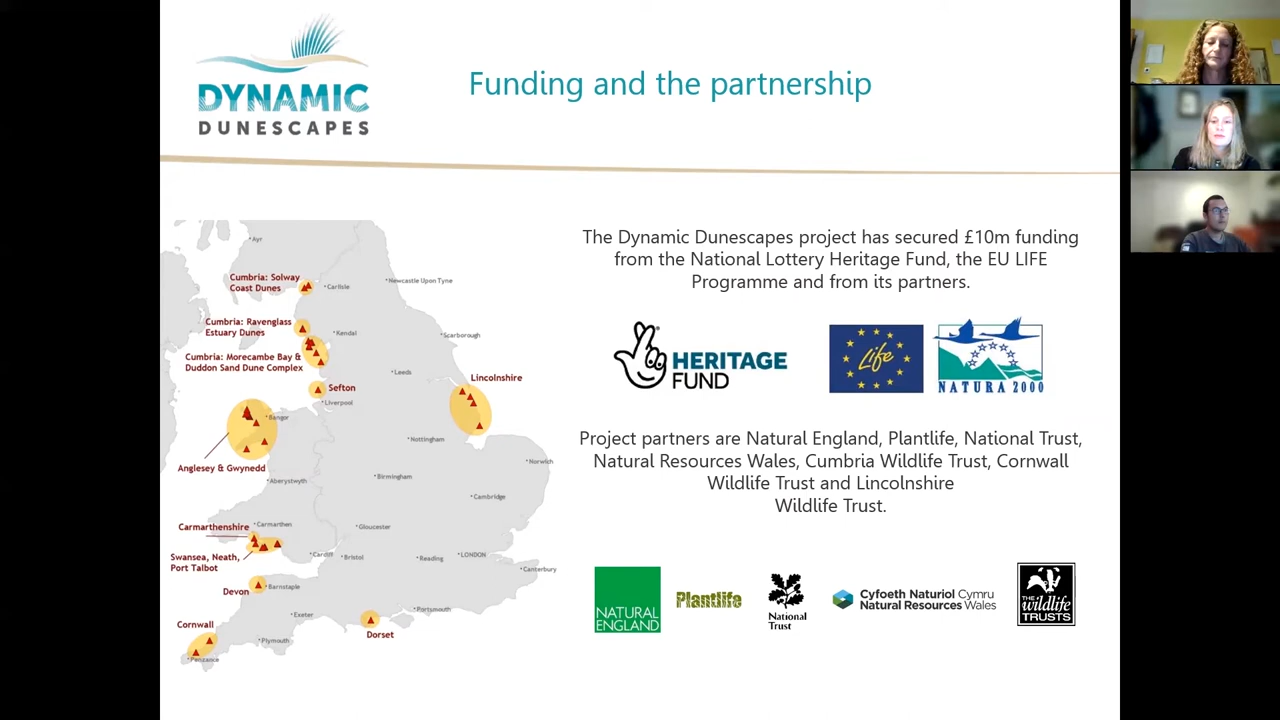 DYNAMIC
DUNESCAPES
Funding and the partnership
Ayr
Cumbria: Solway
Coast Dunes
Carlisle
Newcastle Upon Tyne
Cumbria: Ravenglass
Estuary Dunes
Kendal
Scarborough
Cumbria: Morecambe Bay &
Duddon Sand Dune Complex
Leeds
Lincolnshire
Sefton
Liverpool
Bangor
Nottingham
Anglesey & Gwynedd
Norwich
Aberystwyth
Birmingham
Cambridge
Carmarthenshire
Carmarthen
Gloucester
Swansea, Neath,
Port Talbot
Cardiff
Bristol
Reading
LONDON
Canterbury
Devon
Barnstaple
Exeter
Portsmouth
Cornwall
Plymouth
Dorset
Penzance
The Dynamic Dunescapes project has secured £10m funding
from the National Lottery Heritage Fund, the EU LIFE
Programme and from its partners.
HERITAGE
FUND
Life
NATURA 2000
Project partners are Natural England, Plantlife, National Trust,
Natural Resources Wales, Cumbria Wildlife Trust, Cornwall
Wildlife Trust and Lincolnshire
Wildlife Trust.
NATURAL
ENGLAND
Plantlife
National
Trust
Cyfoeth Naturiol Cymru
Natural Resources Wales
THE
wildlife
TRUSTS